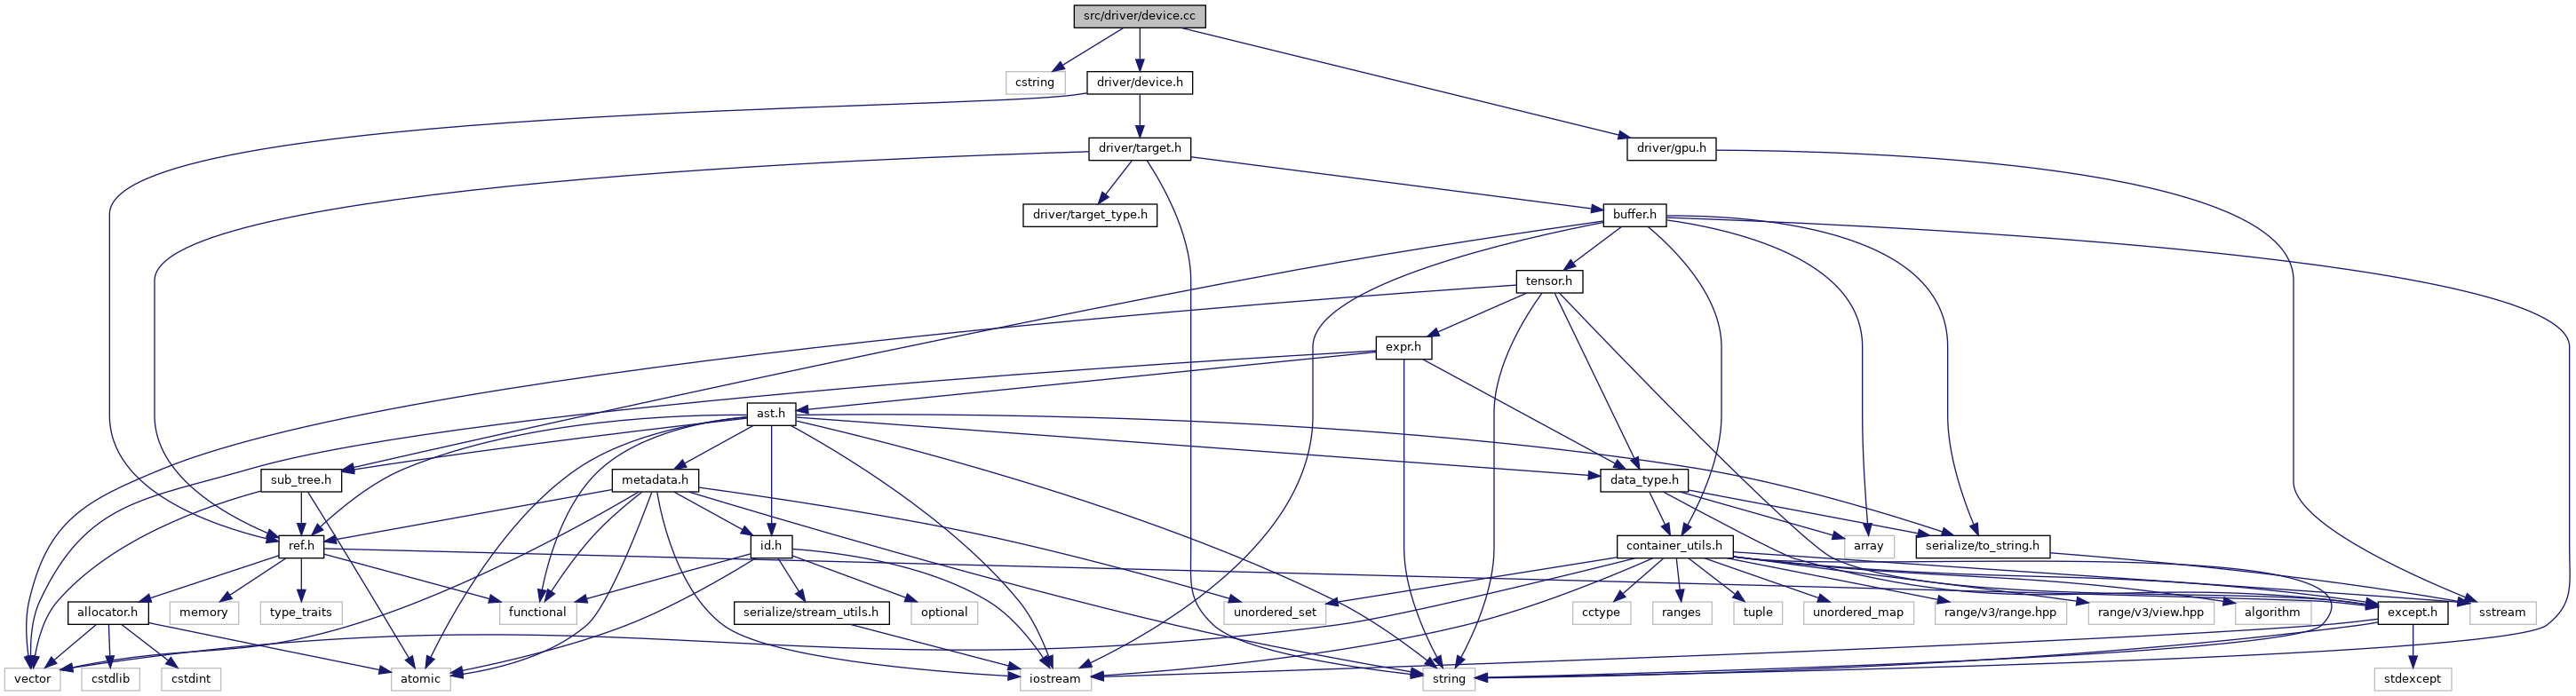 src/driver/device.cc
cstring
driver/device.h
driver/target.h
driver/gpu.h
driver/target_type.h
buffer.h
tensor.h
expr.h
ast.h
sub_tree.h
metadata.h
data_type.h
ref.h
id.h
container_utils.h
array
serialize/to_string.h
allocator.h
memory
type_traits
functional
serialize/stream_utils.h
optional
unordered_set
cctype
ranges
tuple
unordered_map
range/v3/range.hpp
range/v3/view.hpp
algorithm
except.h
sstream
vector
cstdlib
cstdint
atomic
iostream
string
stdexcept